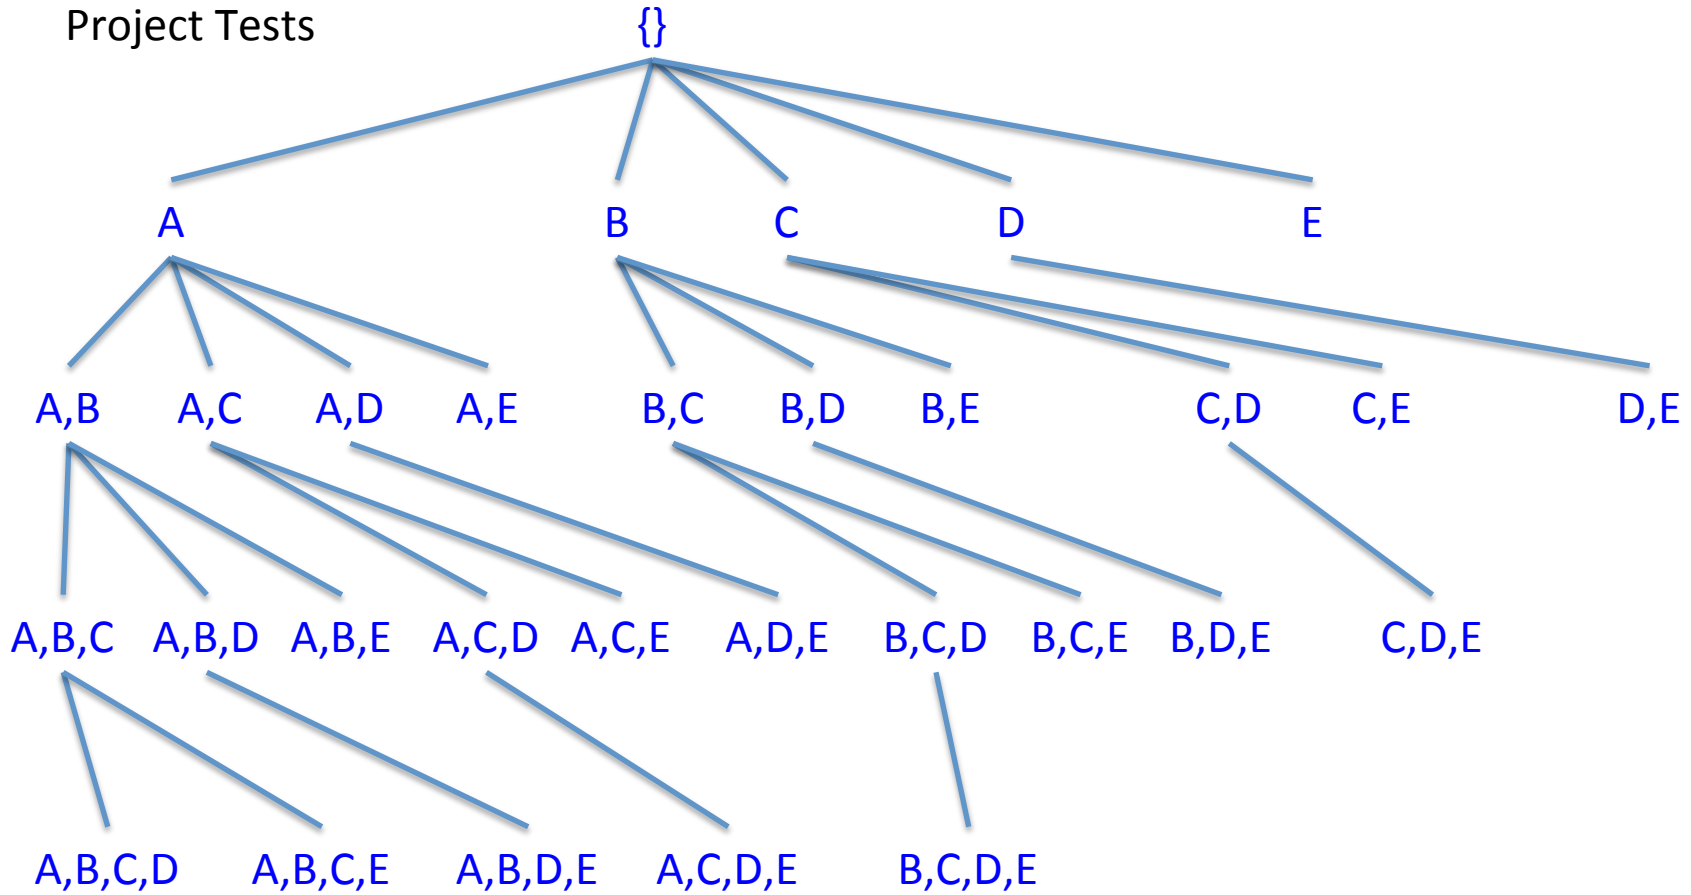 Project Tests {}
A B C D E
A,B A,C A,D A,E B,C B,D B,E C,D C,E D,E
A,B,C A,B,D A,B,E A,C,D A,C,E A,D,E B,C,D B,C,E B,D,E C,D,E
A,B,C,D A,B,C,E A,B,D,E A,C,D,E B,C,D,E